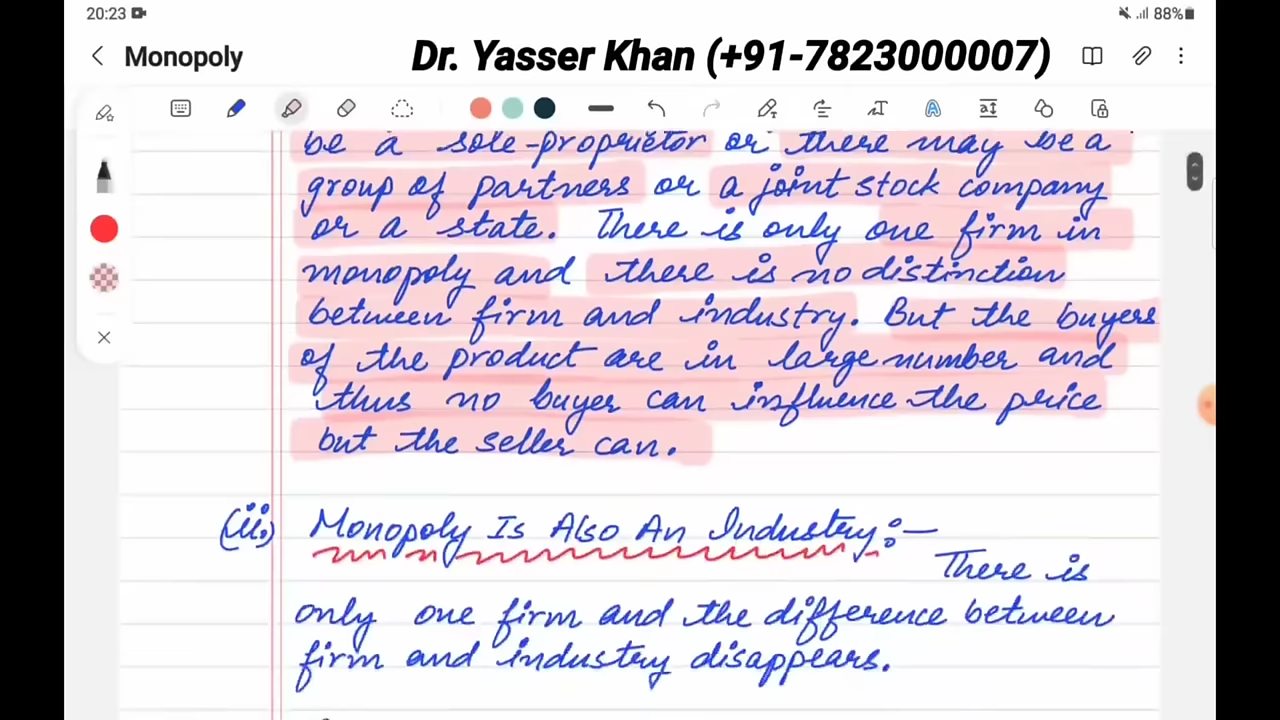 20:23
88%
Monopoly
Dr. Yasser Khan (+91-7823000007)
be a sole-proprietor or there may be a
group of partners or a joint stock company
or a state. There is only one firm in
monopoly and there is no distinction
between firm and industry. But the buyers
of the product are in large number and
thus no buyer can influence the price
but the seller can.
(ii) Monopoly Is Also An Industry:—
There is
only one firm and the difference between
firm and industry disappears.